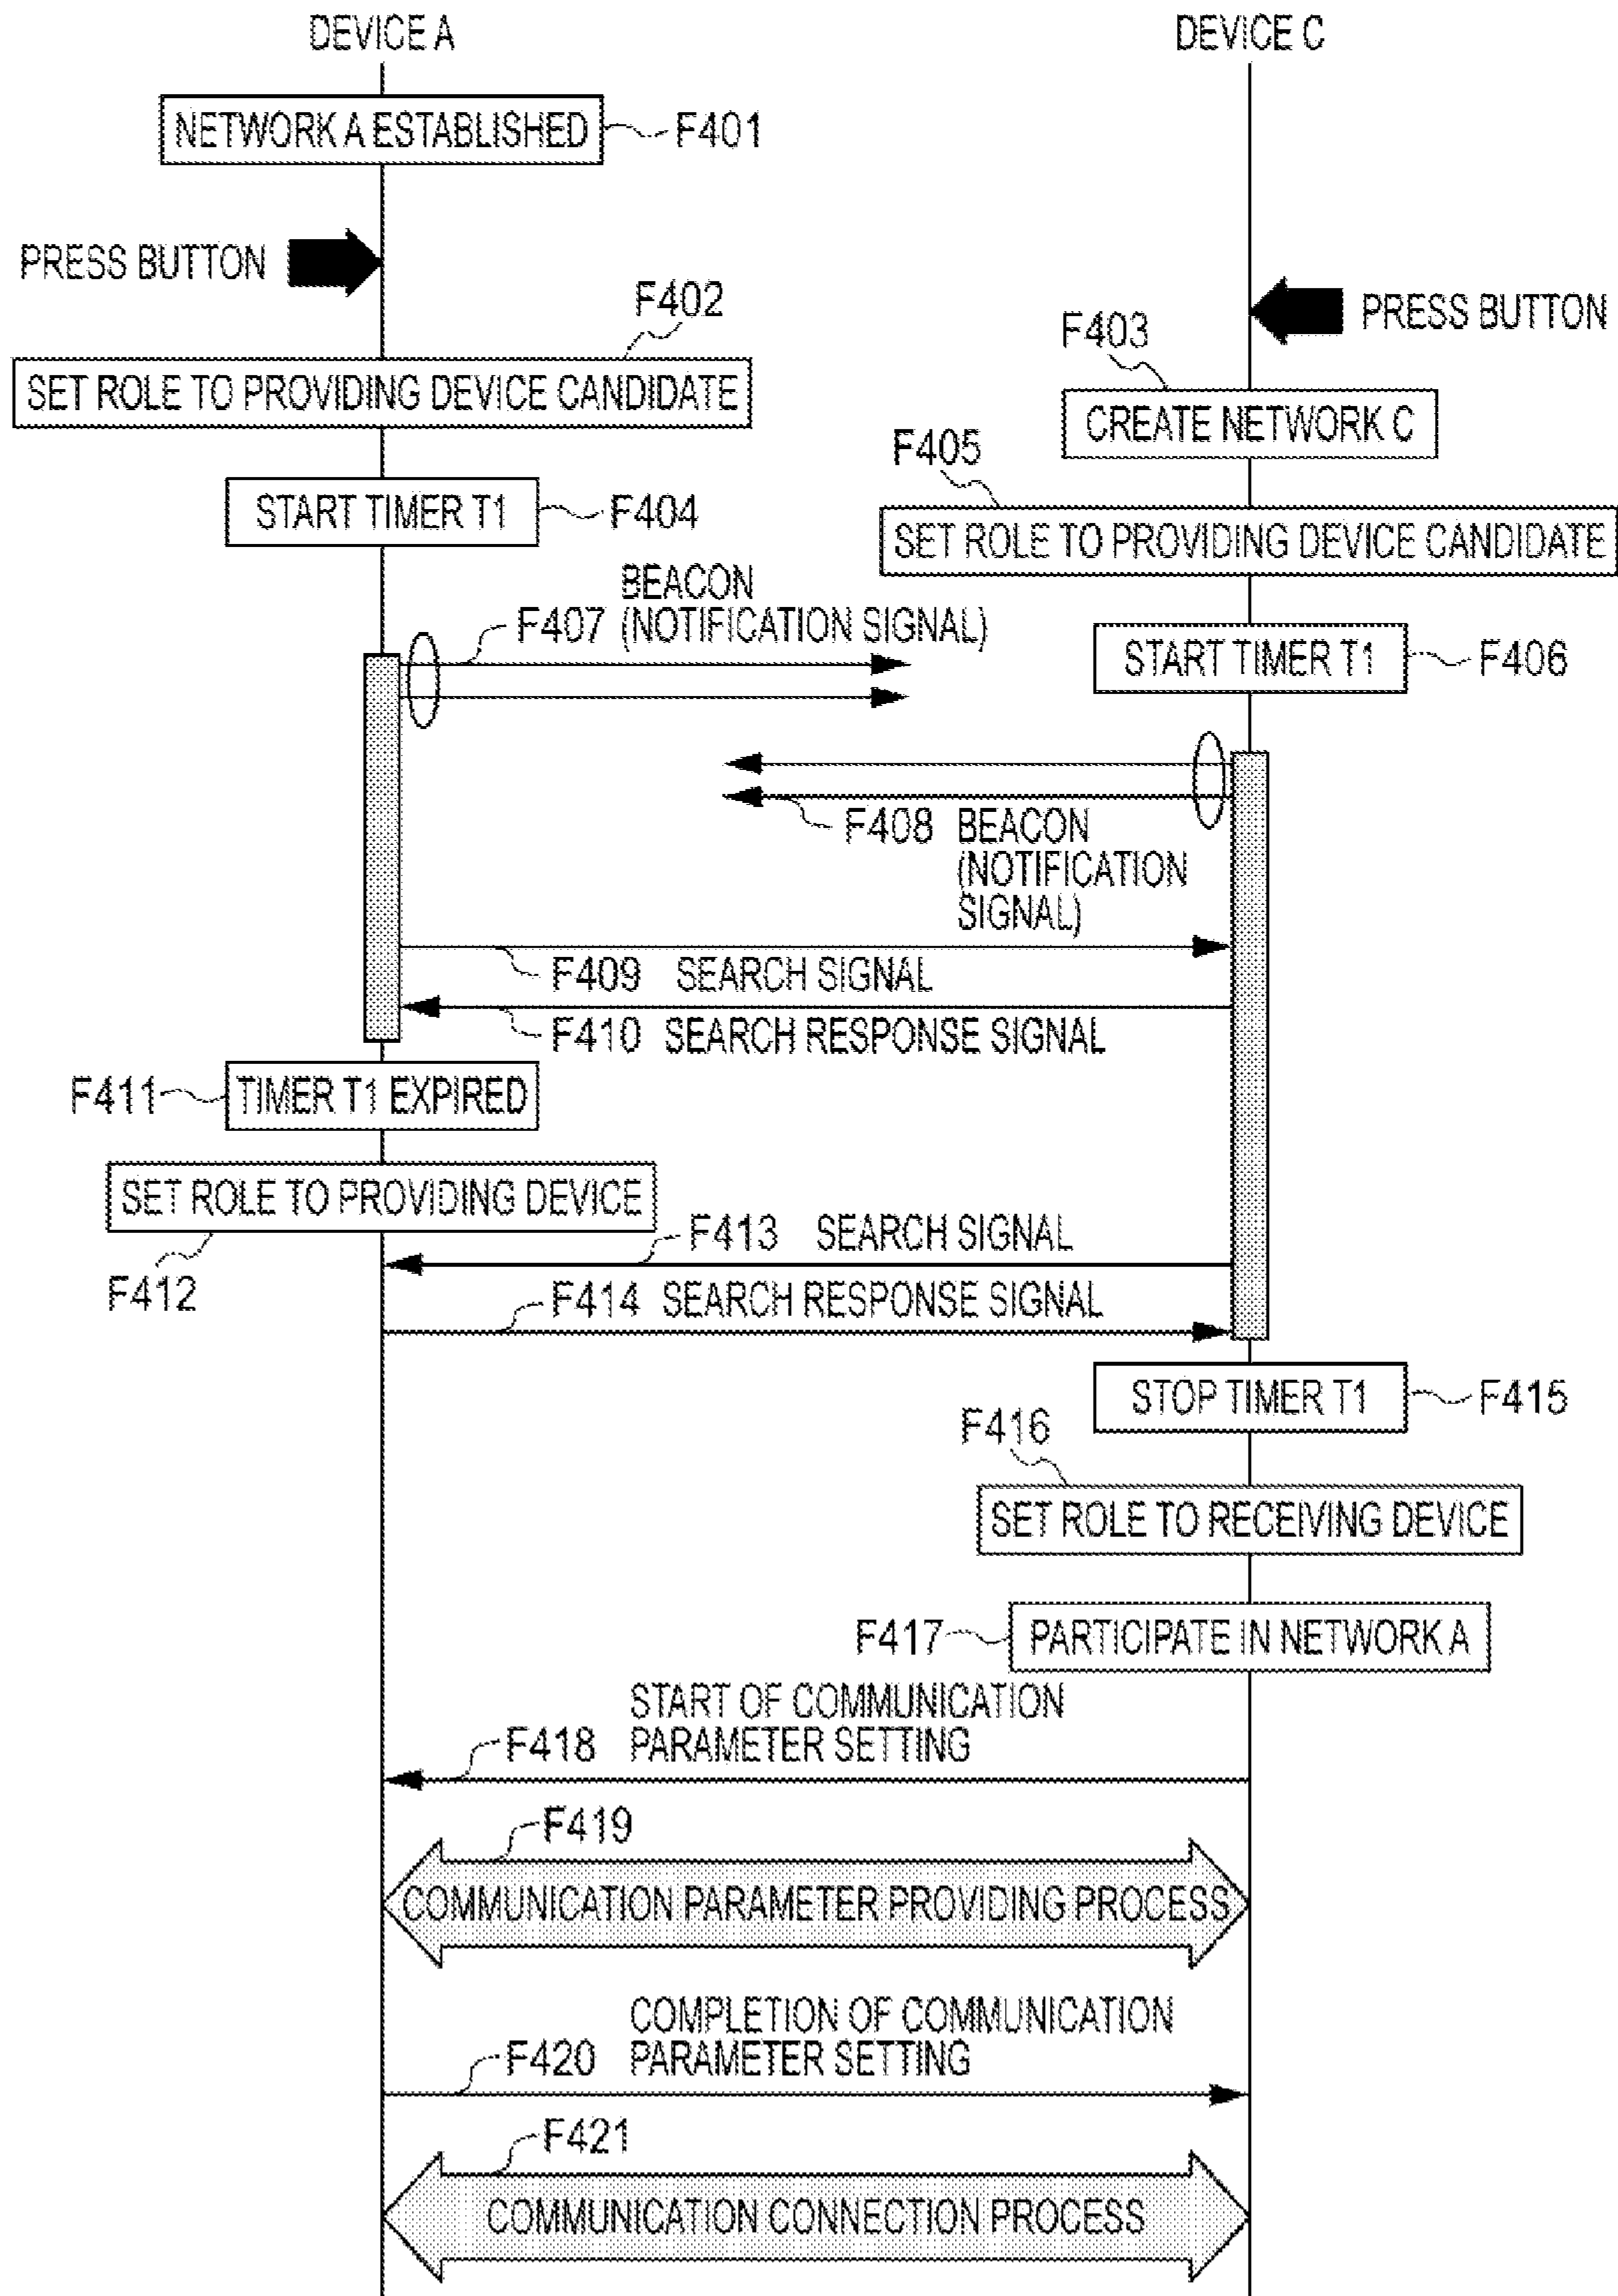 DEVICE A
DEVICE C
NETWORK A ESTABLISHED
F401
PRESS BUTTON
PRESS BUTTON
F402
F403
SET ROLE TO PROVIDING DEVICE CANDIDATE
CREATE NETWORK C
F405
START TIMER T1
F404
SET ROLE TO PROVIDING DEVICE CANDIDATE
BEACON
F407 (NOTIFICATION SIGNAL)
START TIMER T1
F406
F408 BEACON
(NOTIFICATION
SIGNAL)
F409 SEARCH SIGNAL
F410 SEARCH RESPONSE SIGNAL
F411
TIMER T1 EXPIRED
SET ROLE TO PROVIDING DEVICE
F413 SEARCH SIGNAL
F412
F414 SEARCH RESPONSE SIGNAL
STOP TIMER T1
F415
F416
SET ROLE TO RECEIVING DEVICE
F417
PARTICIPATE IN NETWORK A
START OF COMMUNICATION
F418 PARAMETER SETTING
F419
COMMUNICATION PARAMETER PROVIDING PROCESS
COMPLETION OF COMMUNICATION
F420 PARAMETER SETTING
F421
COMMUNICATION CONNECTION PROCESS